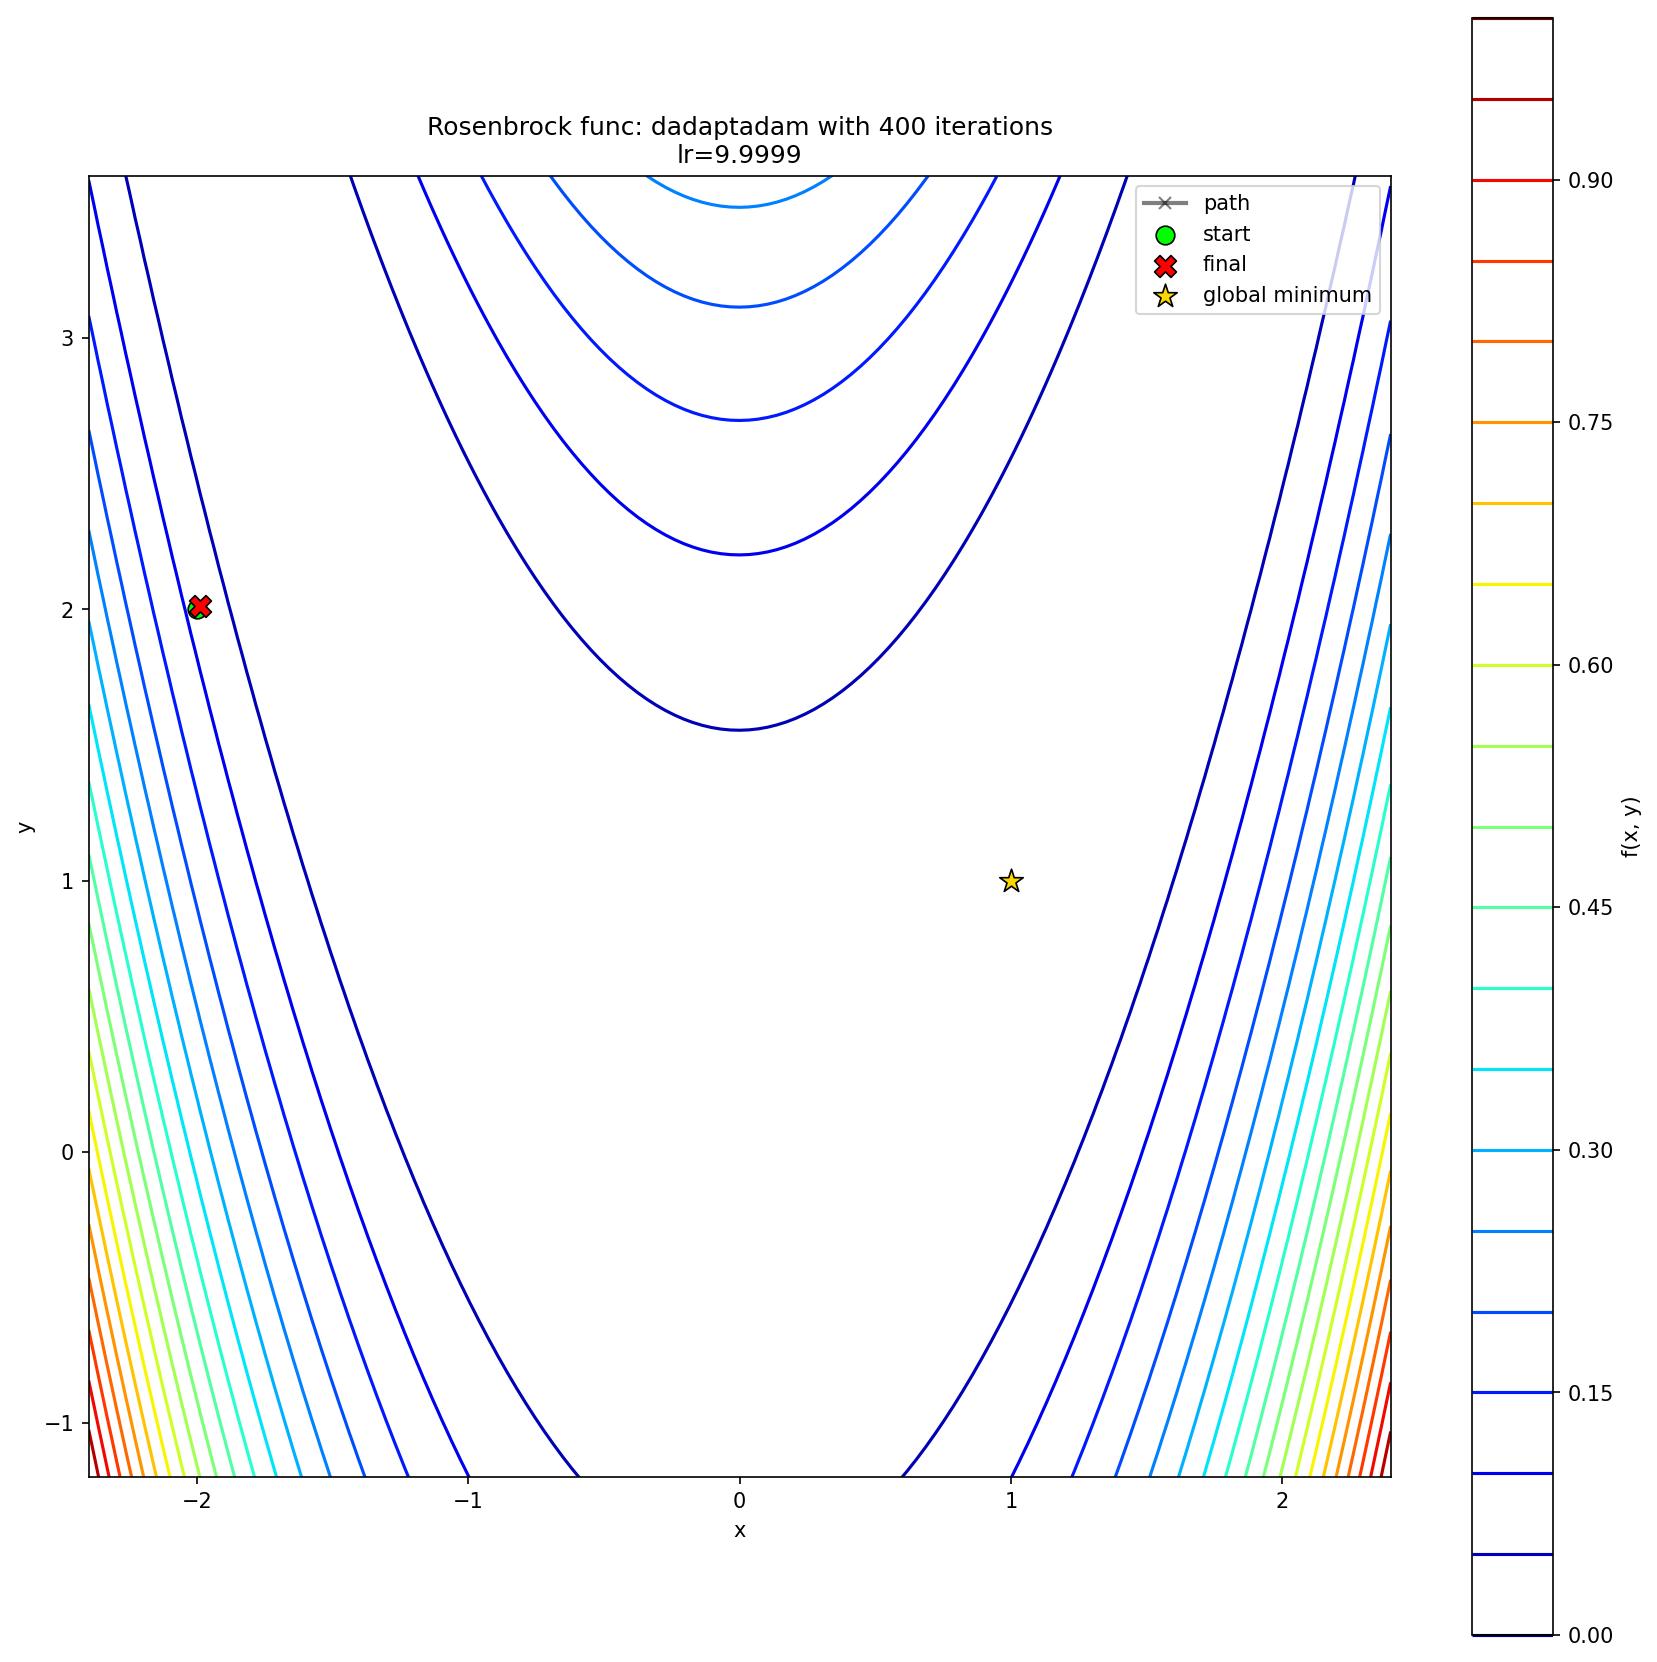 Rosenbrock func: dadaptadam with 400 iterations
lr=9.9999
path
start
final
global minimum
3
2
1
0
−1
y
−2
−1
0
1
2
x
0.90
0.75
0.60
0.45
0.30
0.15
0.00
f(x, y)